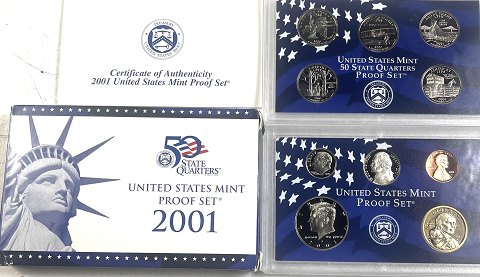 Certificate of Authenticity
2001 United States Mint Proof Set®
50
STATE
QUARTERS®
UNITED STATES MINT
PROOF SET®
2001
UNITED STATES MINT
50 STATE QUARTERS
PROOF SET®
UNITED STATES MINT
PROOF SET®